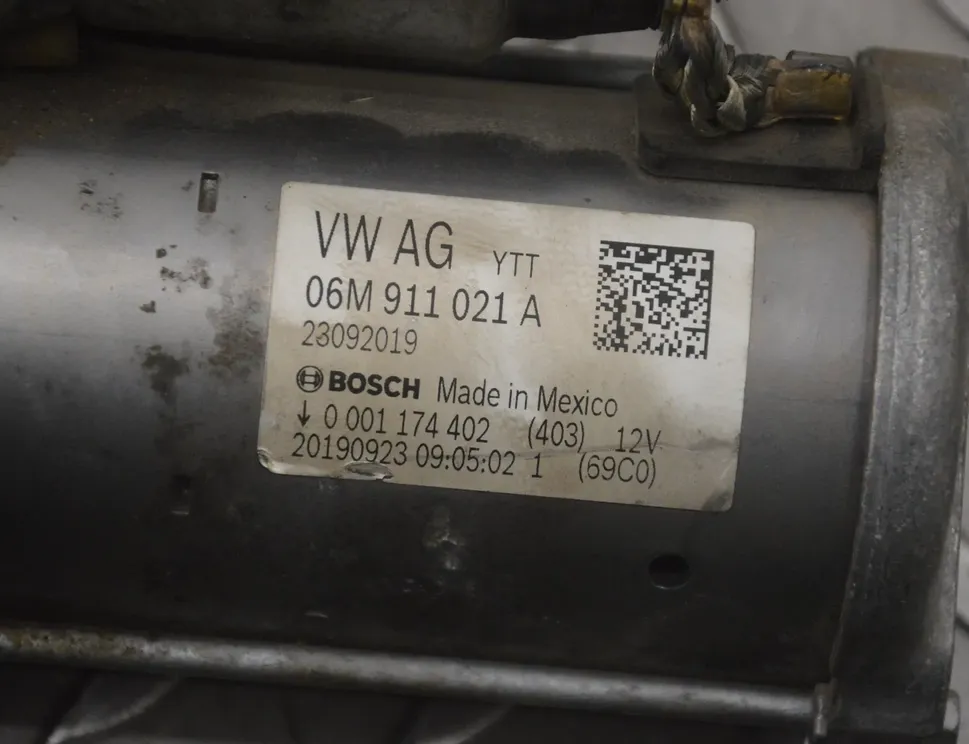 VW AG YTT
06M 911 021 A
23092019
BOSCH Made in Mexico
↓ 0 001 174 402 (403) 12V
20190923 09:05:02 1 (69C0)